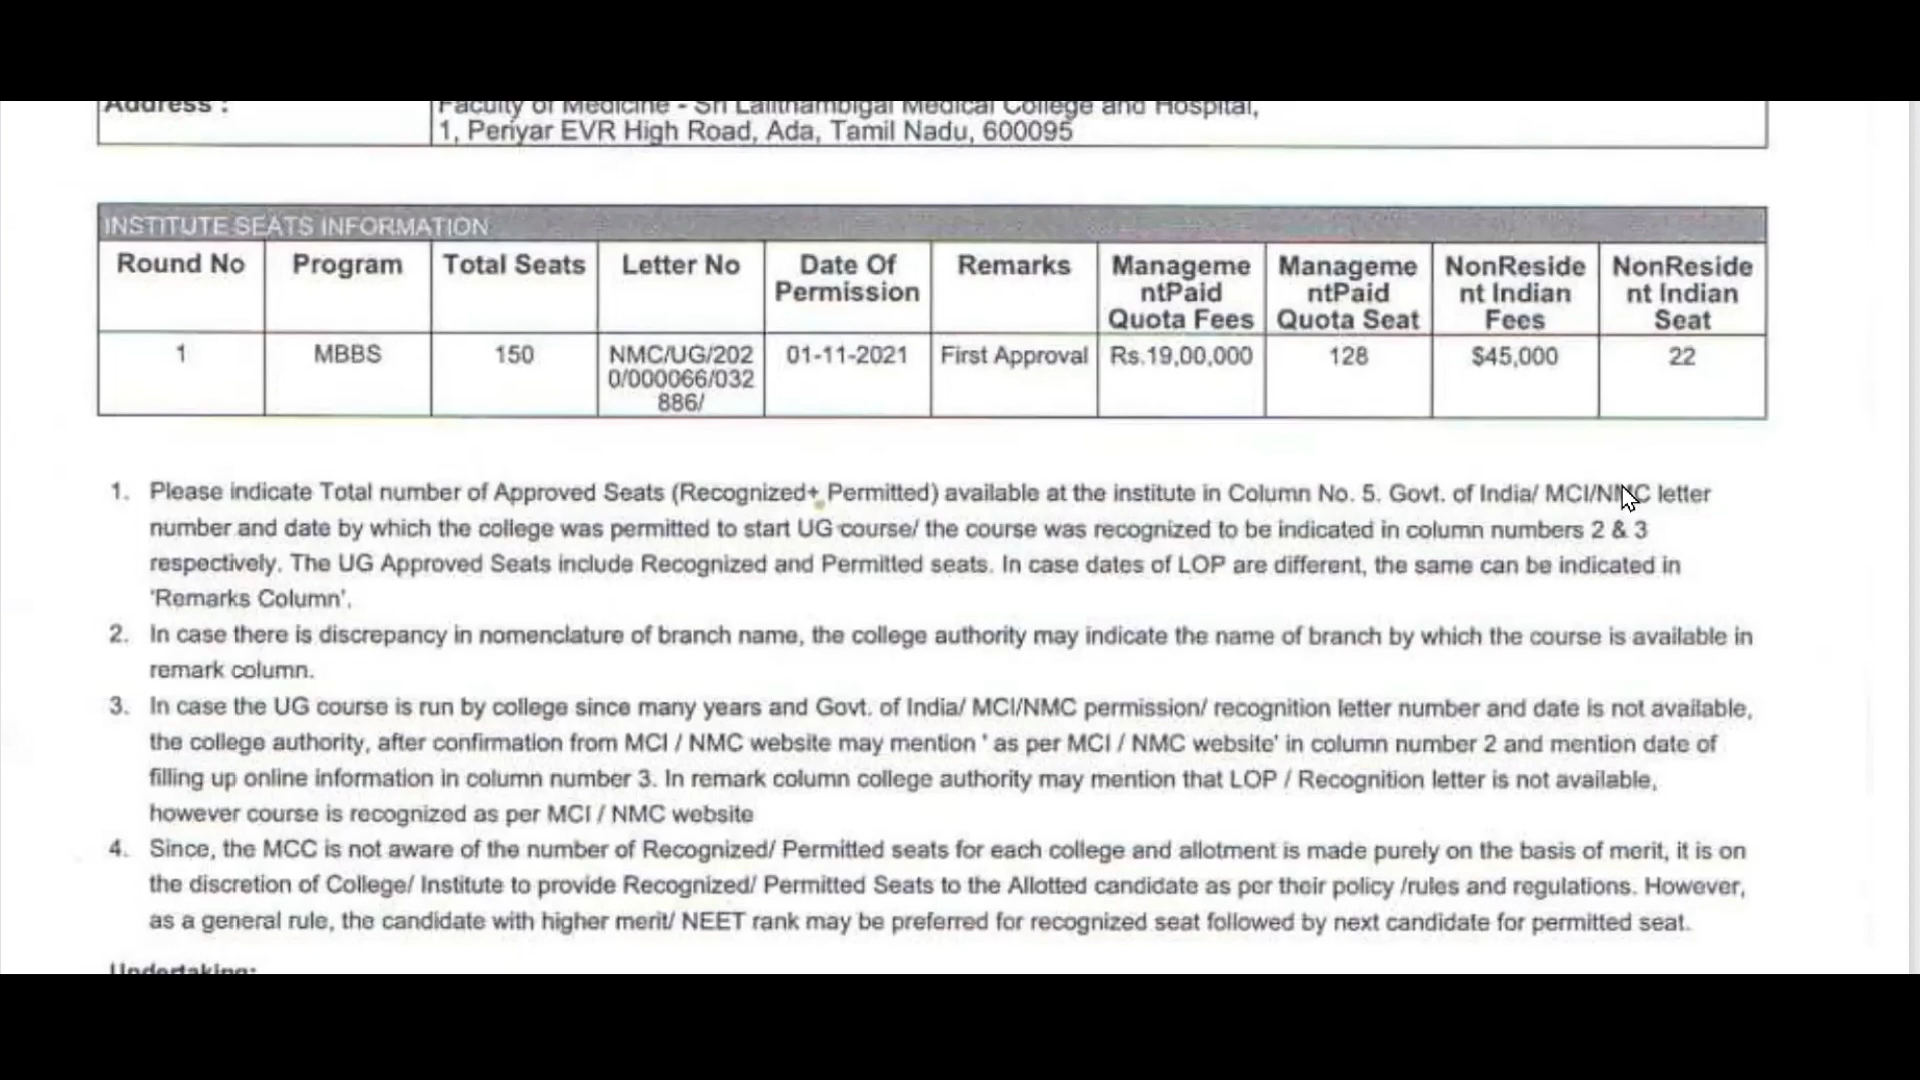 Address :
Faculty of Medicine - Sri Lalithambigai Medical College and Hospital,
1, Periyar EVR High Road, Ada, Tamil Nadu, 600095
INSTITUTE SEATS INFORMATION
Round No Program Total Seats Letter No Date Of Permission Remarks ManagementPaid Quota Fees ManagementPaid Quota Seat NonResident Indian Fees NonResident Indian Seat
1 MBBS 150 NMC/UG/2020/000066/032886/ 01-11-2021 First Approval Rs.19,00,000 128 $45,000 22
1. Please indicate Total number of Approved Seats (Recognized+ Permitted) available at the institute in Column No. 5. Govt. of India/ MCI/NMC letter
number and date by which the college was permitted to start UG course/ the course was recognized to be indicated in column numbers 2 & 3
respectively. The UG Approved Seats include Recognized and Permitted seats. In case dates of LOP are different, the same can be indicated in
'Remarks Column'.
2. In case there is discrepancy in nomenclature of branch name, the college authority may indicate the name of branch by which the course is available in
remark column.
3. In case the UG course is run by college since many years and Govt. of India/ MCI/NMC permission/ recognition letter number and date is not available,
the college authority, after confirmation from MCI / NMC website may mention ' as per MCI / NMC website' in column number 2 and mention date of
filling up online information in column number 3. In remark column college authority may mention that LOP / Recognition letter is not available,
however course is recognized as per MCI / NMC website
4. Since, the MCC is not aware of the number of Recognized/ Permitted seats for each college and allotment is made purely on the basis of merit, it is on
the discretion of College/ Institute to provide Recognized/ Permitted Seats to the Allotted candidate as per their policy /rules and regulations. However,
as a general rule, the candidate with higher merit/ NEET rank may be preferred for recognized seat followed by next candidate for permitted seat.
Undertaking: